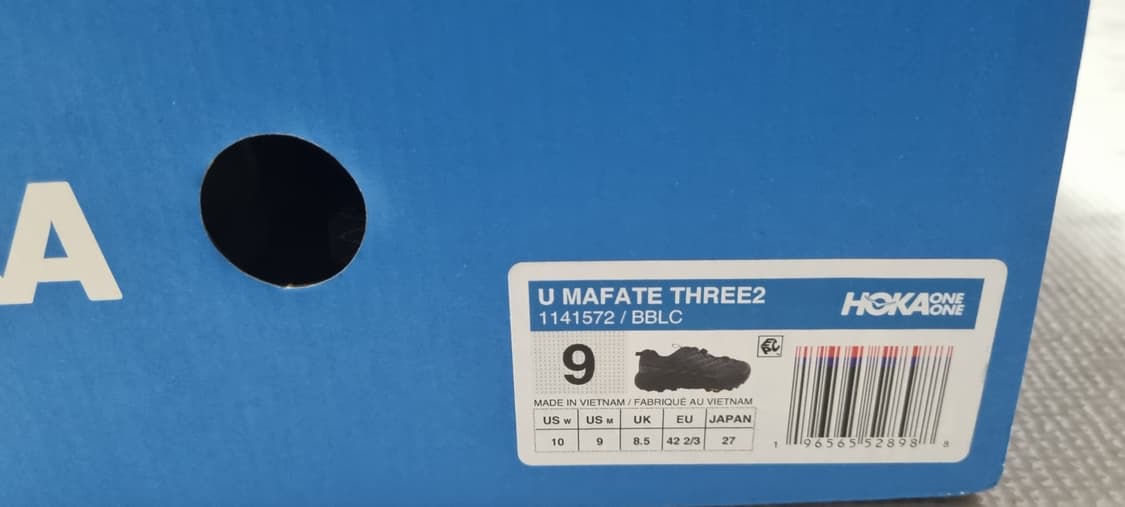 A
U MAFATE THREE2
1141572 / BBLC
HOKA ONE ONE
9
MADE IN VIETNAM / FABRIQUÉ AU VIETNAM
US W US M UK EU JAPAN
10 9 8.5 42 2/3 27
1 96565 52898 8